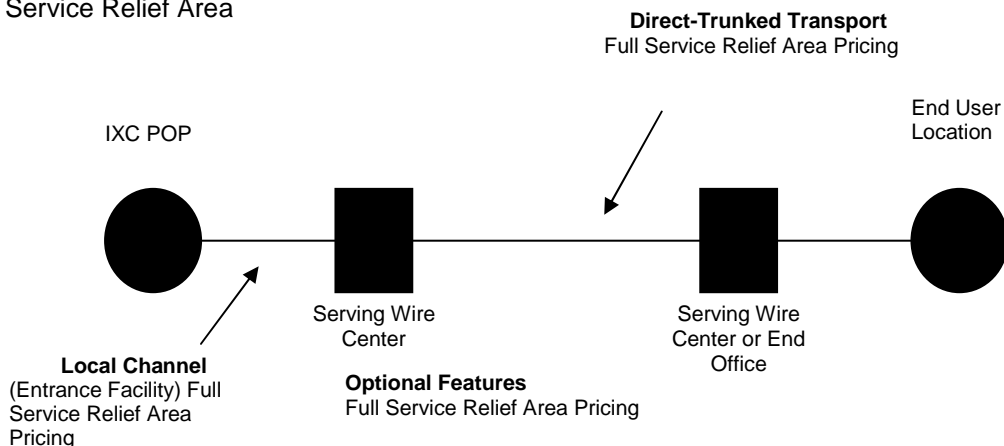 Service Relief Area
Direct-Trunked Transport
Full Service Relief Area Pricing
End User
Location
IXC POP
Serving Wire
Center
Serving Wire
Center or End
Office
Local Channel
(Entrance Facility) Full
Service Relief Area
Pricing
Optional Features
Full Service Relief Area Pricing